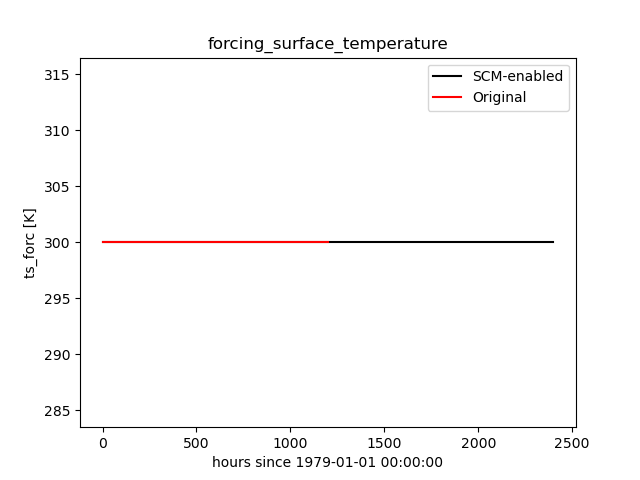 forcing_surface_temperature
SCM-enabled
Original
ts_forc [K]
315
310
305
300
295
290
285
0 500 1000 1500 2000 2500
hours since 1979-01-01 00:00:00